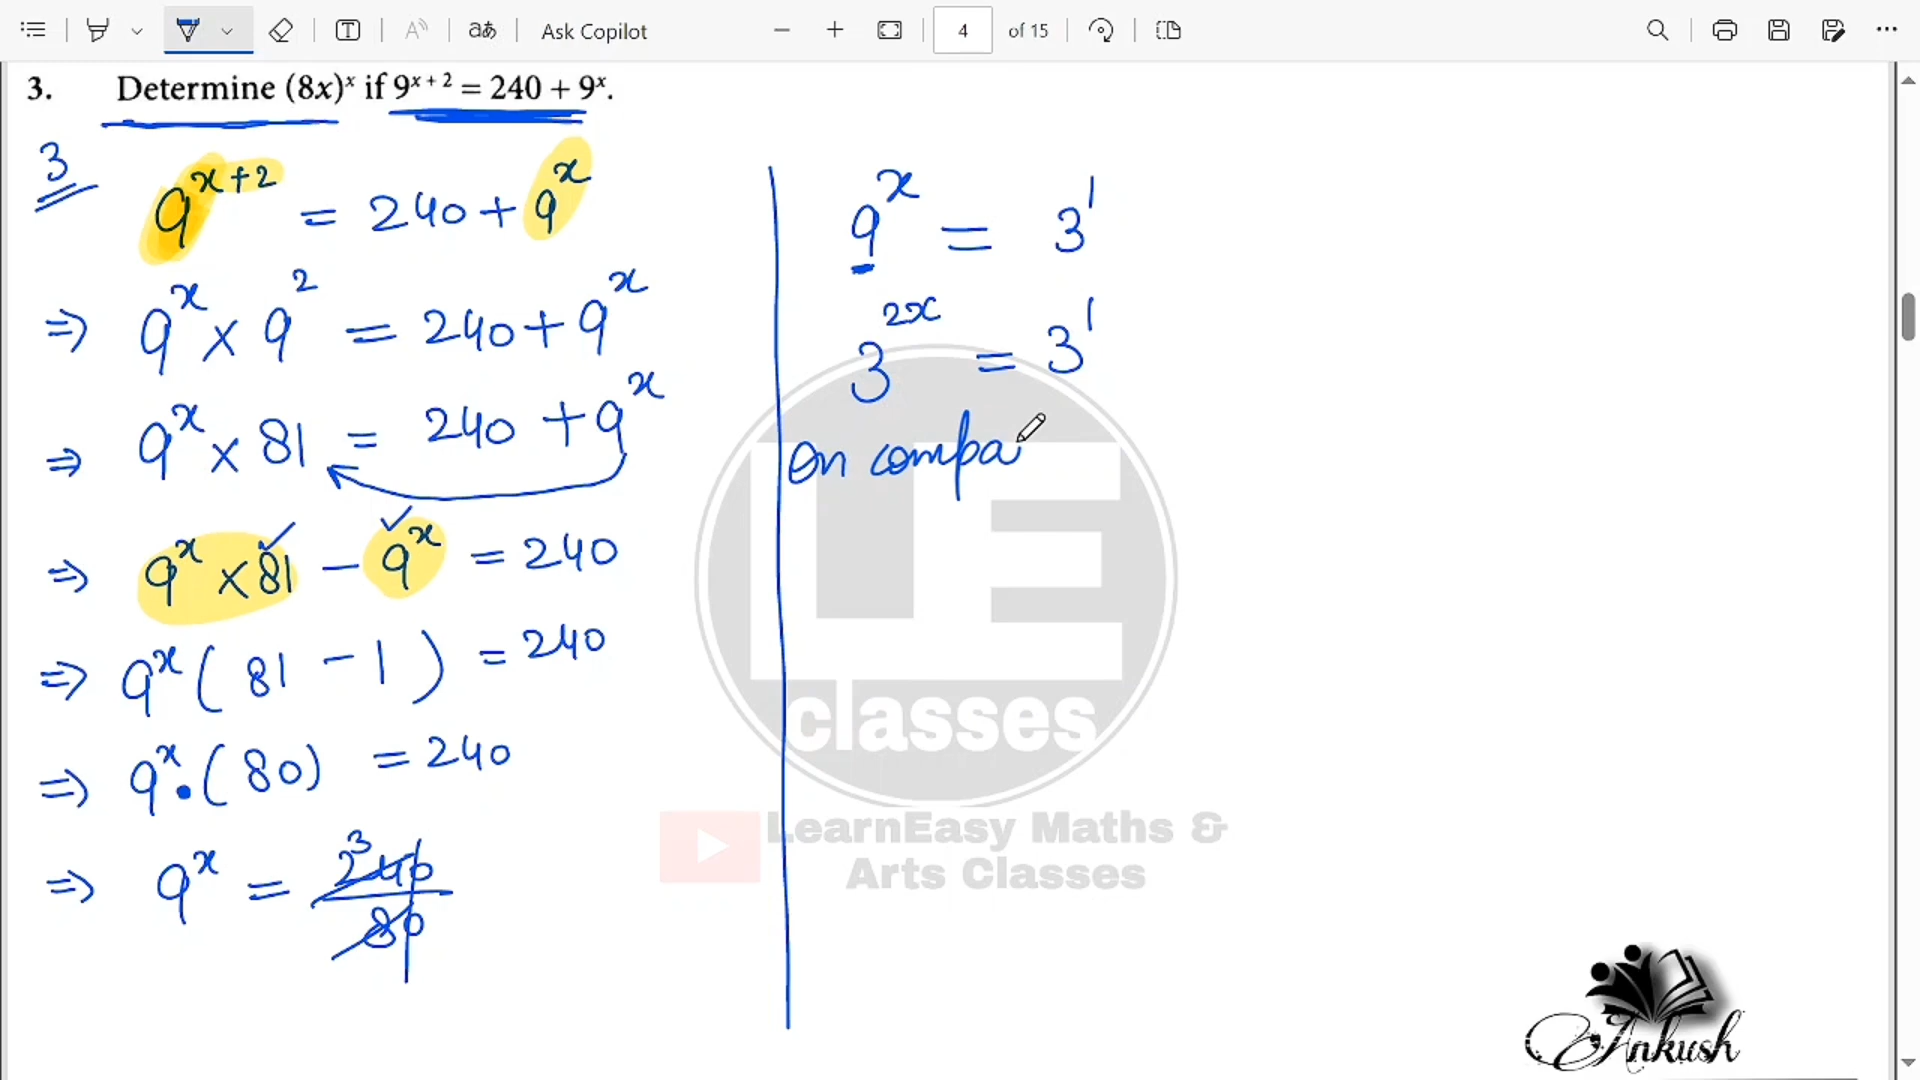 Ask Copilot
4 of 15
3. Determine (8x)ˣ if 9ˣ⁺² = 240 + 9ˣ.
3
9ˣ⁺² = 240 + 9ˣ
⇒ 9ˣ × 9² = 240 + 9ˣ
⇒ 9ˣ × 81 = 240 + 9ˣ
⇒ 9ˣ × 81 − 9ˣ = 240
⇒ 9ˣ ( 81 − 1 ) = 240
⇒ 9ˣ • ( 80 ) = 240
⇒ 9ˣ = 240/80 3
9ˣ = 3¹
3²ˣ = 3¹
On compa
LE
classes
LearnEasy Maths &
Arts Classes
Ankush